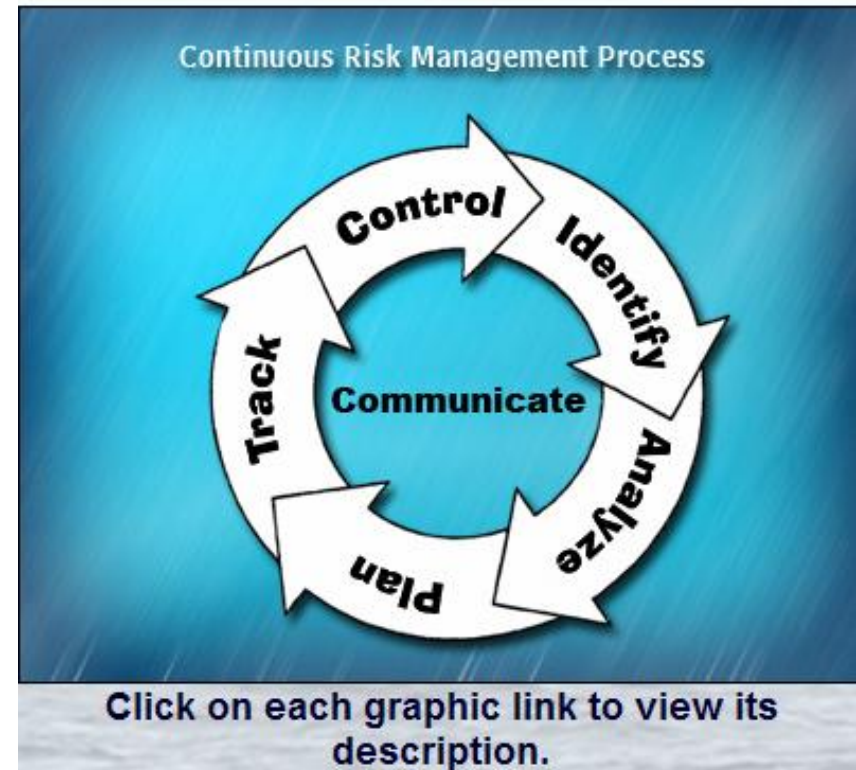 Continuous Risk Management Process
Control
Identify
Analyze
Plan
Track
Communicate
Click on each graphic link to view its
description.